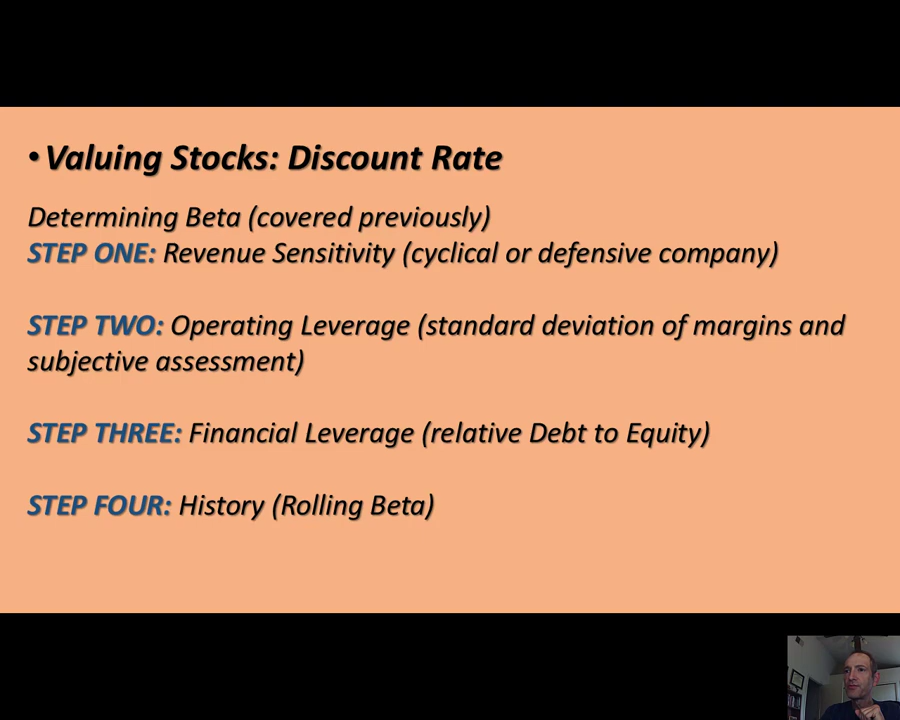 • Valuing Stocks: Discount Rate
Determining Beta (covered previously)
STEP ONE: Revenue Sensitivity (cyclical or defensive company)
STEP TWO: Operating Leverage (standard deviation of margins and
subjective assessment)
STEP THREE: Financial Leverage (relative Debt to Equity)
STEP FOUR: History (Rolling Beta)